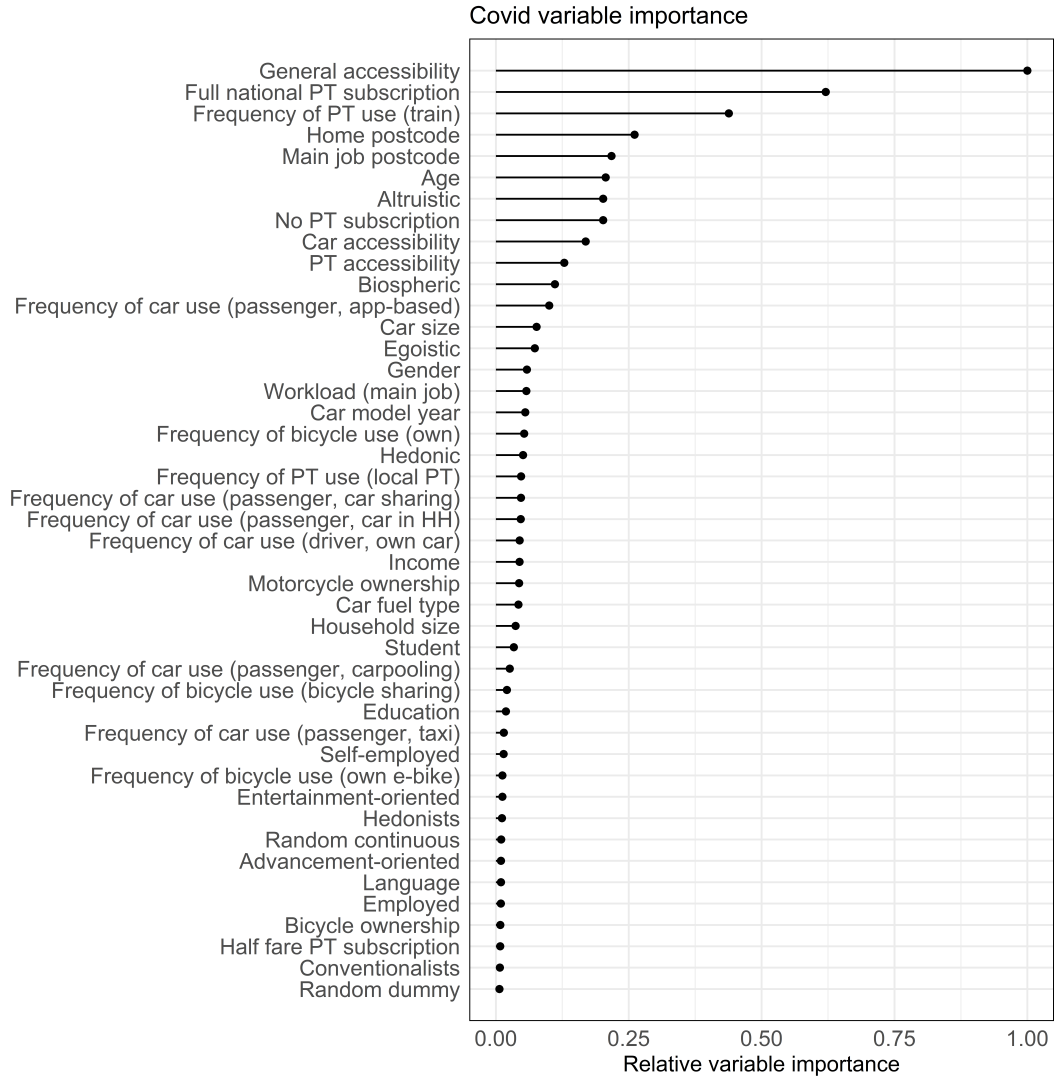 Covid variable importance
General accessibility
Full national PT subscription
Frequency of PT use (train)
Home postcode
Main job postcode
Age
Altruistic
No PT subscription
Car accessibility
PT accessibility
Biospheric
Frequency of car use (passenger, app-based)
Car size
Egoistic
Gender
Workload (main job)
Car model year
Frequency of bicycle use (own)
Hedonic
Frequency of PT use (local PT)
Frequency of car use (passenger, car sharing)
Frequency of car use (passenger, car in HH)
Frequency of car use (driver, own car)
Income
Motorcycle ownership
Car fuel type
Household size
Student
Frequency of car use (passenger, carpooling)
Frequency of bicycle use (bicycle sharing)
Education
Frequency of car use (passenger, taxi)
Self-employed
Frequency of bicycle use (own e-bike)
Entertainment-oriented
Hedonists
Random continuous
Advancement-oriented
Language
Employed
Bicycle ownership
Half fare PT subscription
Conventionalists
Random dummy
0.00 0.25 0.50 0.75 1.00
Relative variable importance